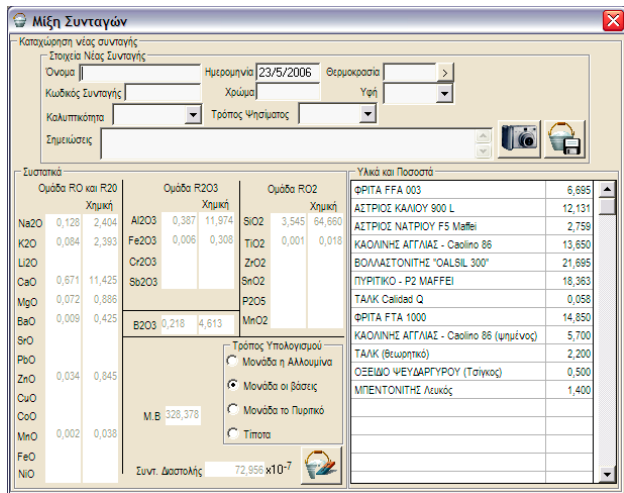 Μίξη Συνταγών
Καταχώρηση νέας συνταγής
Στοιχεία Νέας Συνταγής
Όνομα Ημερομηνία 23/5/2006 Θερμοκρασία >
Κωδικός Συνταγής Χρώμα Υφή
Καλυπτικότητα Τρόπος Ψησίματος
Σημειώσεις
Συστατικά
Ομάδα RO και R2O Ομάδα R2O3 Ομάδα RO2
Χημική Χημική Χημική
Na2O 0,128 2,404 Al2O3 0,387 11,974 SiO2 3,545 64,660
K2O 0,084 2,393 Fe2O3 0,006 0,308 TiO2 0,001 0,018
Li2O Cr2O3 ZrO2
CaO 0,671 11,425 Sb2O3 SnO2
MgO 0,072 0,886 P2O5
BaO 0,009 0,425 B2O3 0,218 4,613 MnO2
SrO
PbO
ZnO 0,034 0,845
CuO
CoO
MnO 0,002 0,038
FeO
NiO
Τρόπος Υπολογισμού
Μονάδα η Αλλουμίνα
Μονάδα οι βάσεις
Μονάδα το Πυριτικό
Τίποτα
Μ.Β 328,378
Συντ. Διαστολής 72,956 x10-7
Υλικά και Ποσοστά
ΦΡΙΤΑ FFA 003 6,695
ΑΣΤΡΙΟΣ ΚΑΛΙΟΥ 900 L 12,131
ΑΣΤΡΙΟΣ ΝΑΤΡΙΟΥ F5 Maffei 2,759
ΚΑΟΛΙΝΗΣ ΑΓΓΛΙΑΣ - Caolino 86 13,650
ΒΟΛΛΑΣΤΟΝΙΤΗΣ "OALSIL 300" 21,695
ΠΥΡΙΤΙΚΟ - P2 MAFFEI 18,363
ΤΑΛΚ Calidad Q 0,058
ΦΡΙΤΑ FTA 1000 14,850
ΚΑΟΛΙΝΗΣ ΑΓΓΛΙΑΣ - Caolino 86 (ψημένος) 5,700
ΤΑΛΚ (θεωρητικό) 2,200
ΟΞΕΙΔΙΟ ΨΕΥΔΑΡΓΥΡΟΥ (Τσίγκος) 0,500
ΜΠΕΝΤΟΝΙΤΗΣ Λευκός 1,400